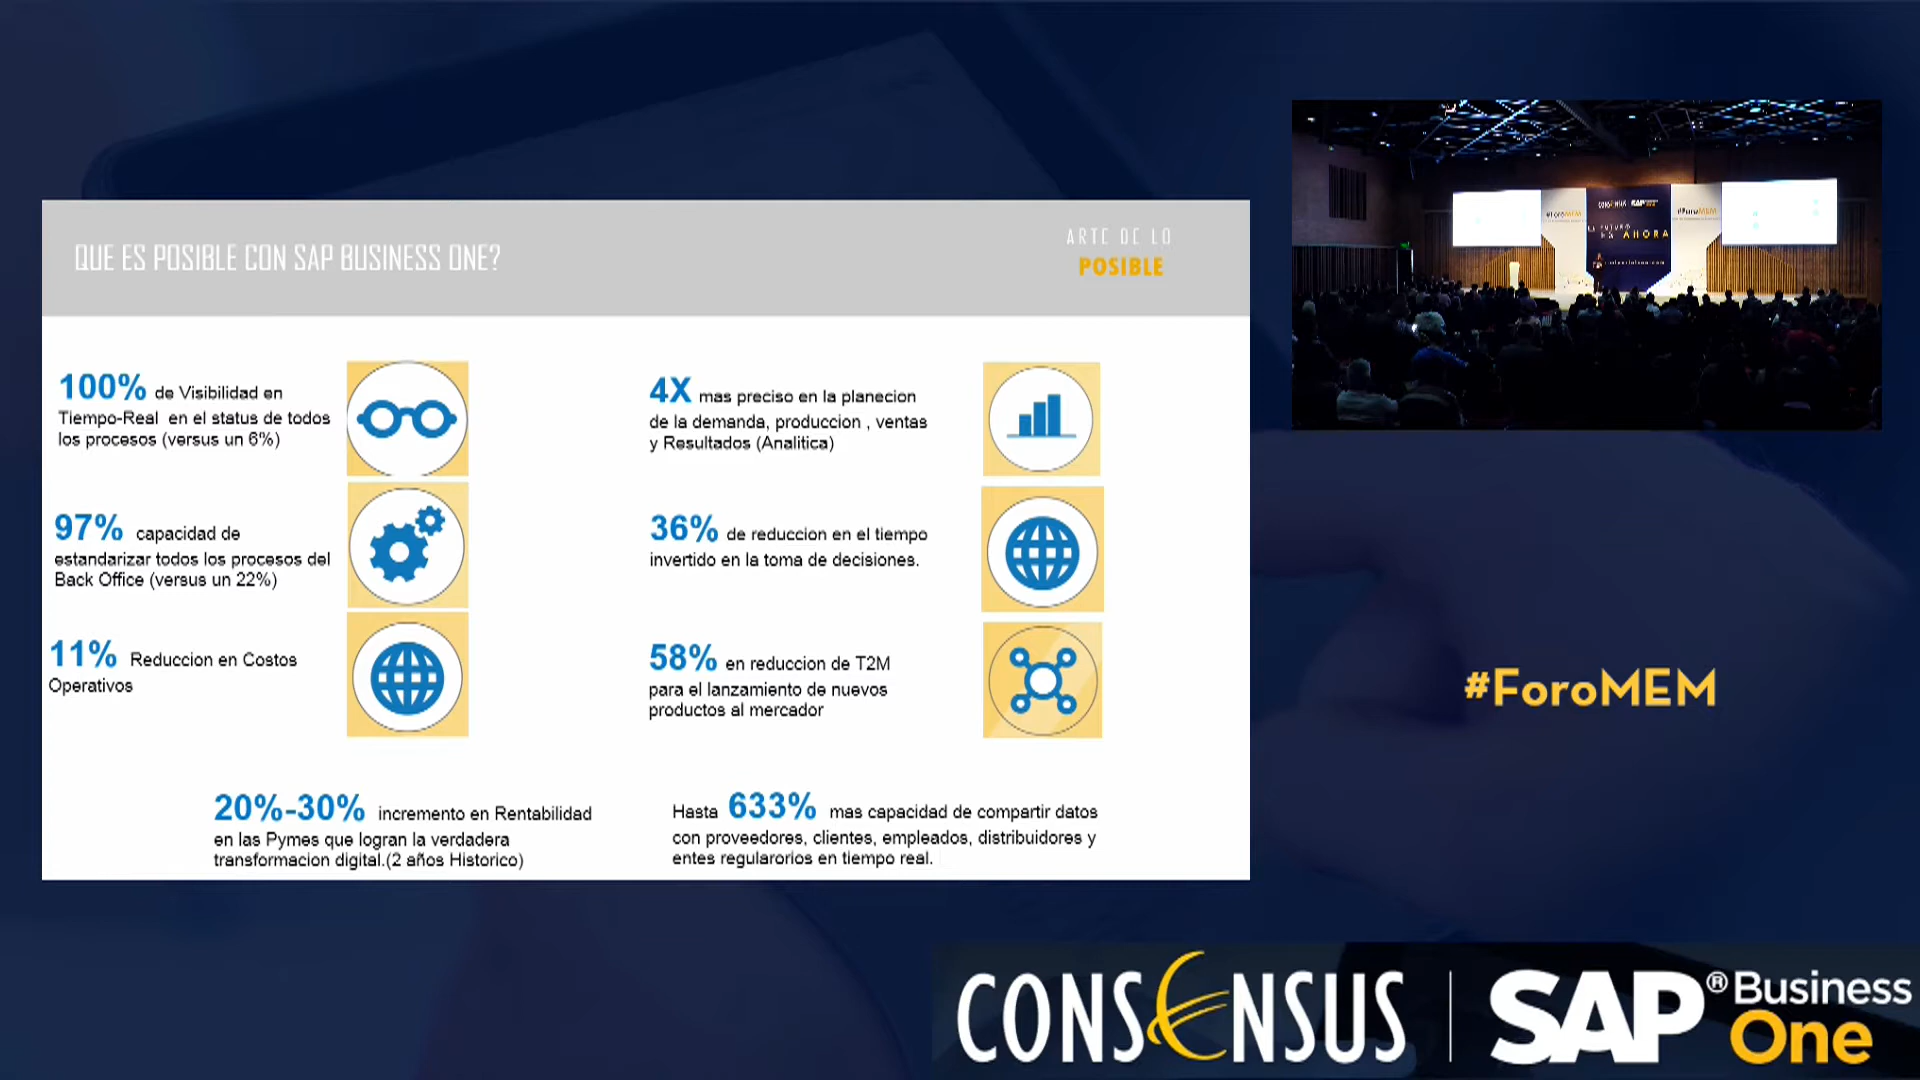 QUE ES POSIBLE CON SAP BUSINESS ONE?
ARTE DE LO
POSIBLE
100% de Visibilidad en
Tiempo-Real en el status de todos
los procesos (versus un 6%)
97% capacidad de
estandarizar todos los procesos del
Back Office (versus un 22%)
11% Reduccion en Costos
Operativos
4X mas preciso en la planecion
de la demanda, produccion , ventas
y Resultados (Analitica)
36% de reduccion en el tiempo
invertido en la toma de decisiones.
58% en reduccion de T2M
para el lanzamiento de nuevos
productos al mercador
20%-30% incremento en Rentabilidad
en las Pymes que logran la verdadera
transformacion digital.(2 años Historico)
Hasta 633% mas capacidad de compartir datos
con proveedores, clientes, empleados, distribuidores y
entes regularorios en tiempo real.
#ForoMEM
CONSENSUS
SAP
#ForoMEM
AHORA
#ForoMEM
CONSENSUS | SAP® Business
One